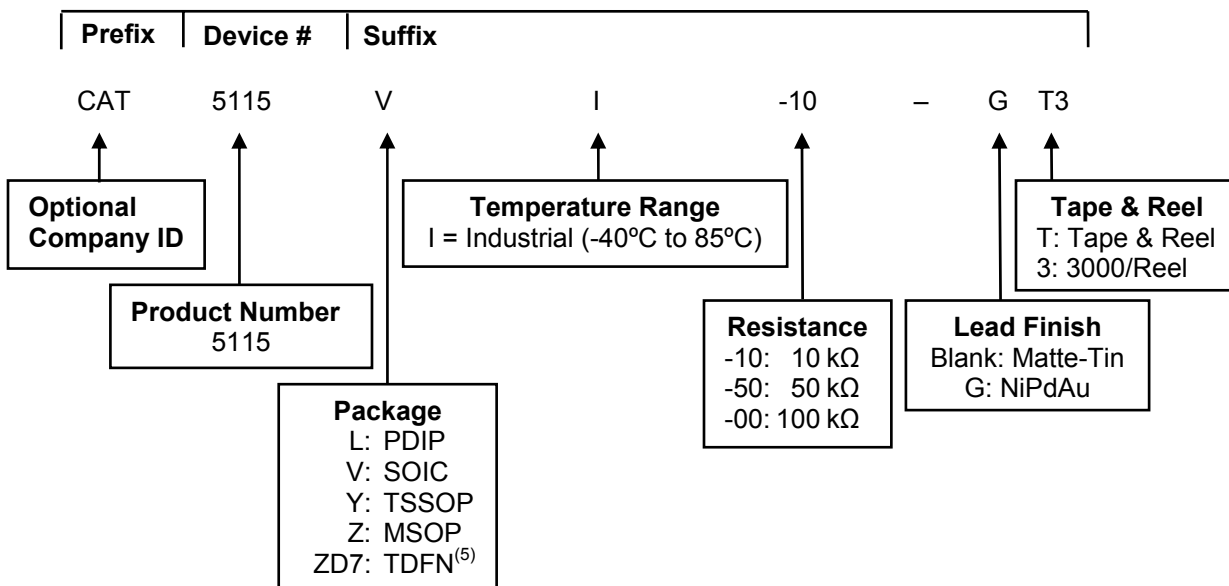 Prefix Device # Suffix
CAT 5115 V I -10 – G T3
Optional
Company ID
Product Number
5115
Package
L: PDIP
V: SOIC
Y: TSSOP
Z: MSOP
ZD7: TDFN(5)
Temperature Range
I = Industrial (-40ºC to 85ºC)
Resistance
-10: 10 kΩ
-50: 50 kΩ
-00: 100 kΩ
Lead Finish
Blank: Matte-Tin
G: NiPdAu
Tape & Reel
T: Tape & Reel
3: 3000/Reel